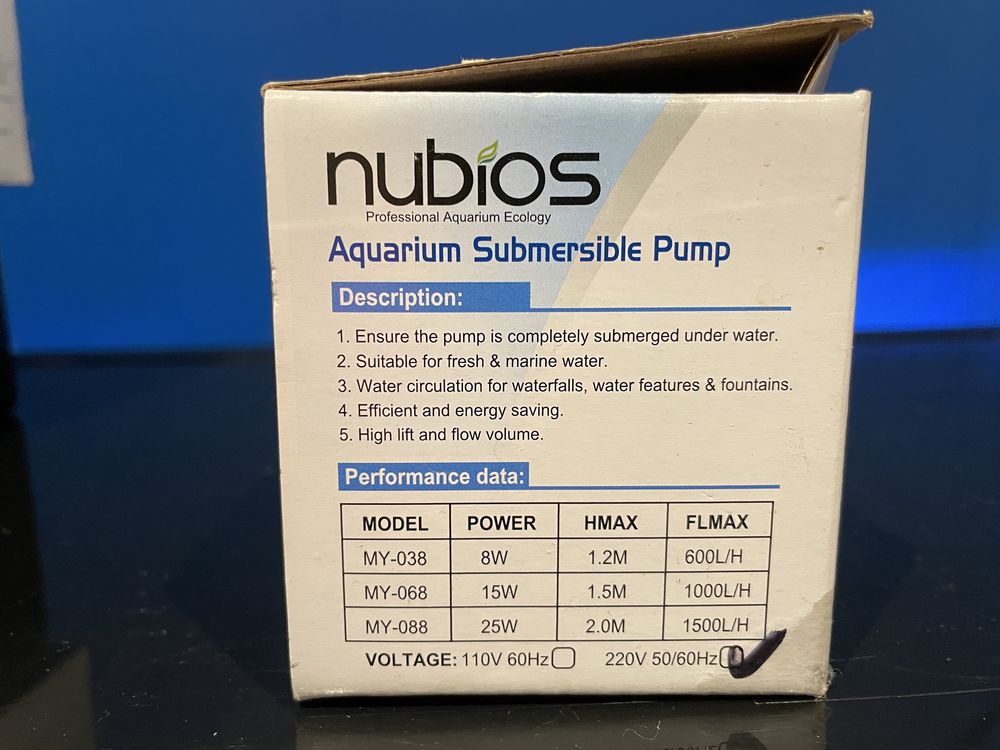 nubios
Professional Aquarium Ecology
Aquarium Submersible Pump
Description:
1. Ensure the pump is completely submerged under water.
2. Suitable for fresh & marine water.
3. Water circulation for waterfalls, water features & fountains.
4. Efficient and energy saving.
5. High lift and flow volume.
Performance data:
MODEL POWER HMAX FLMAX
MY-038 8W 1.2M 600L/H
MY-068 15W 1.5M 1000L/H
MY-088 25W 2.0M 1500L/H
VOLTAGE: 110V 60Hz 220V 50/60Hz